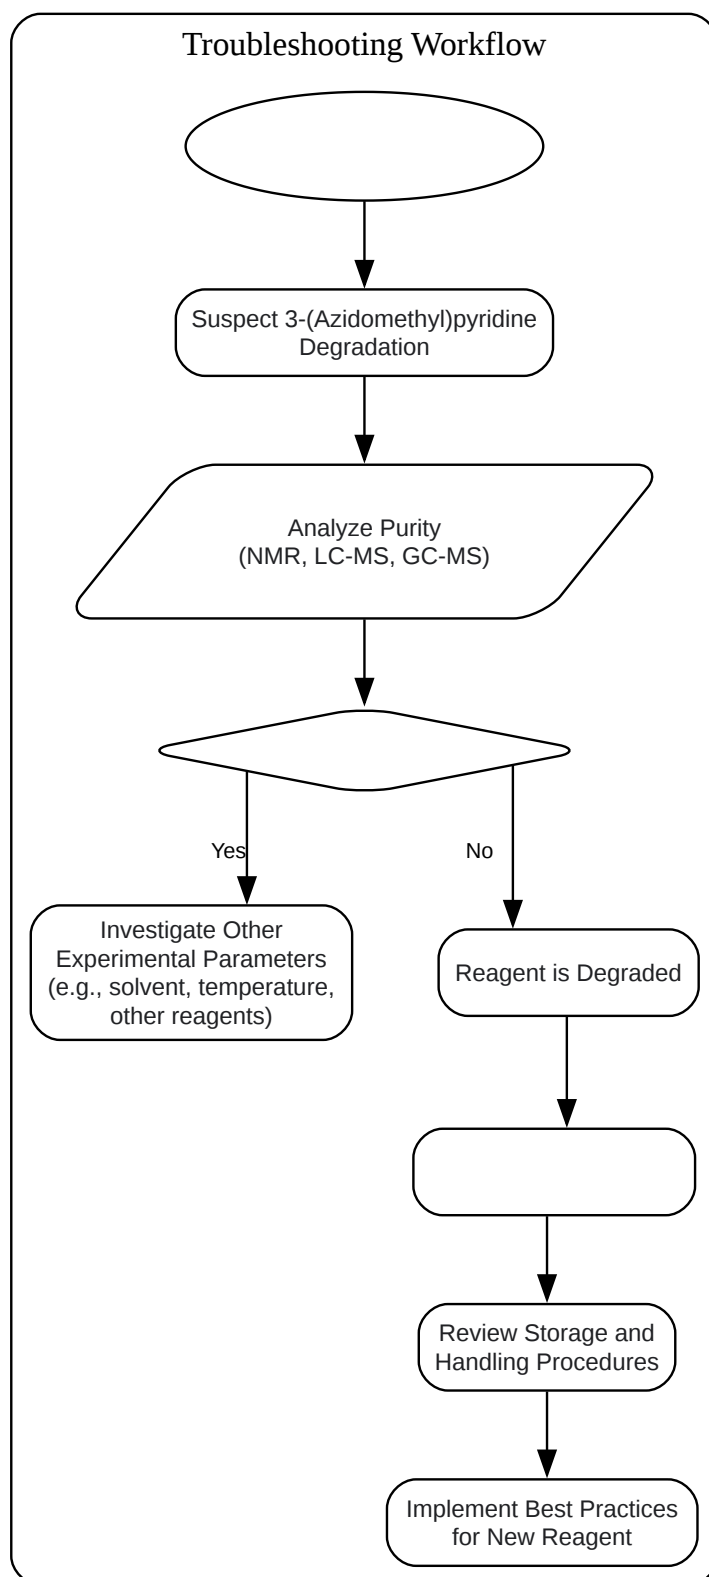 Troubleshooting Workflow
Suspect 3-(Azidomethyl)pyridine
Degradation
Analyze Purity
(NMR, LC-MS, GC-MS)
Yes
No
Investigate Other
Experimental Parameters
(e.g., solvent, temperature,
other reagents)
Reagent is Degraded
Review Storage and
Handling Procedures
Implement Best Practices
for New Reagent